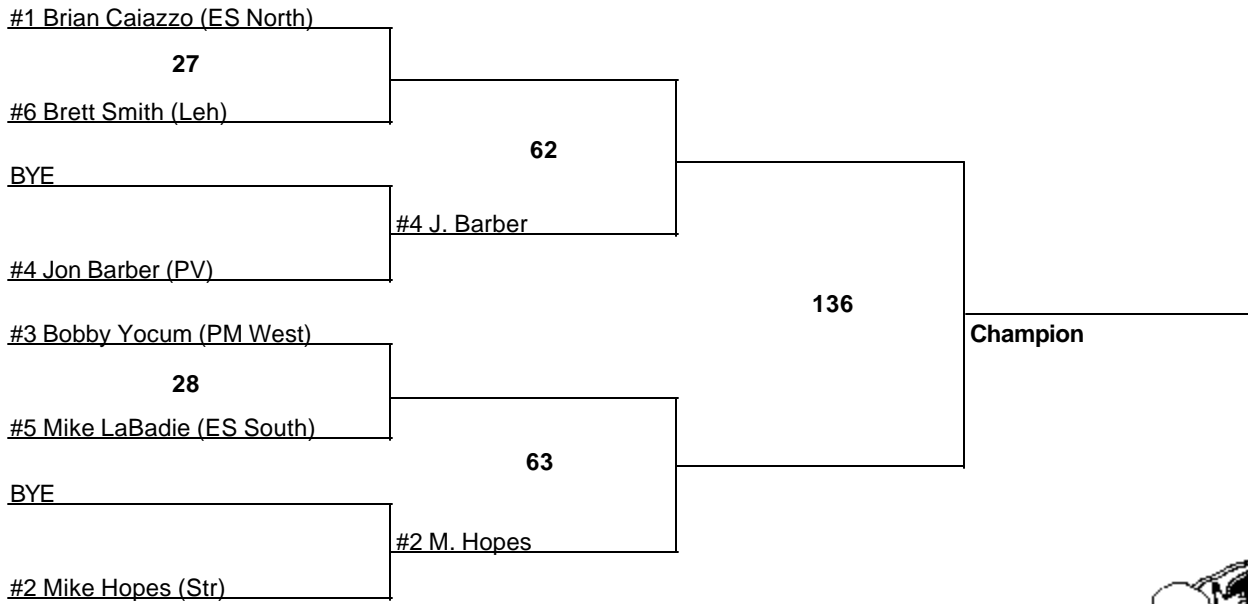 #1 Brian Caiazzo (ES North)
27
#6 Brett Smith (Leh)
62
BYE
#4 J. Barber
#4 Jon Barber (PV)
136
#3 Bobby Yocum (PM West)
Champion
28
#5 Mike LaBadie (ES South)
63
BYE
#2 M. Hopes
#2 Mike Hopes (Str)